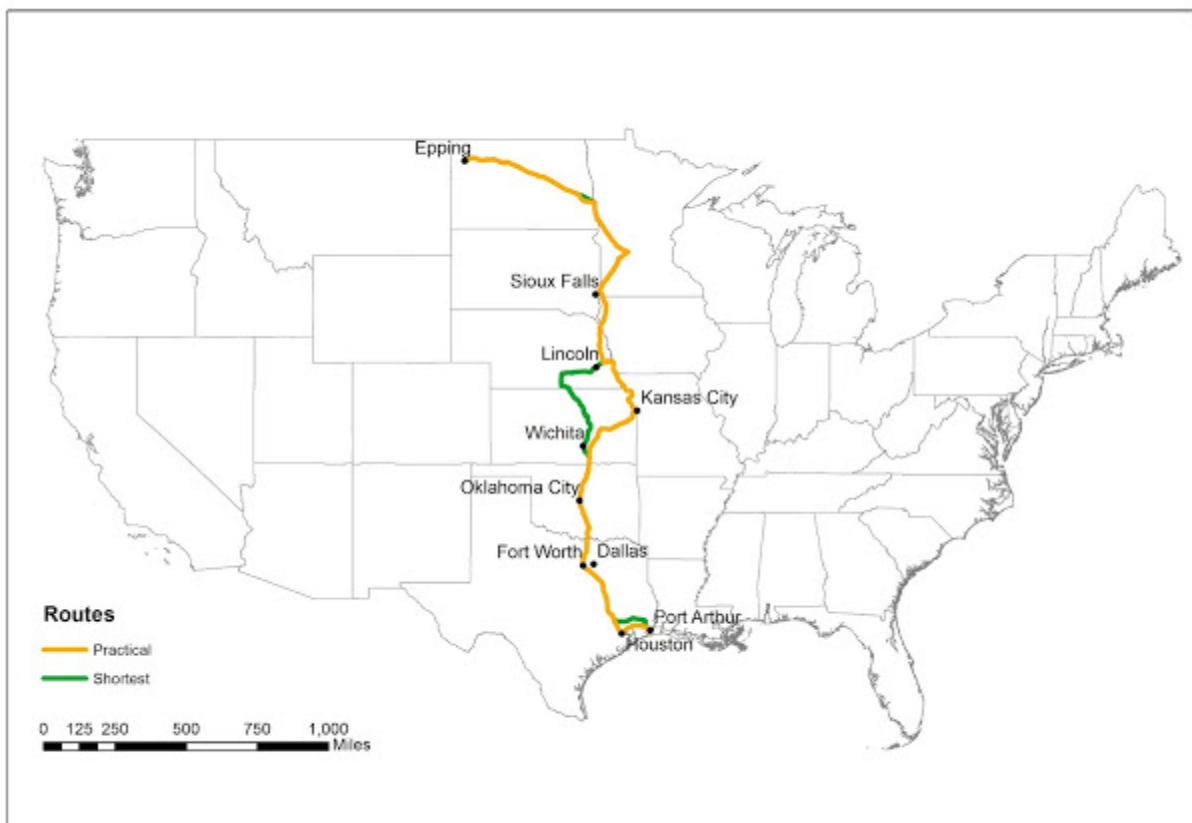 Epping
Sioux Falls
Lincoln
Kansas City
Wichita
Oklahoma City
Fort Worth
Dallas
Port Arthur
Houston
Routes
Practical
Shortest
0 125 250 500 750 1,000
Miles